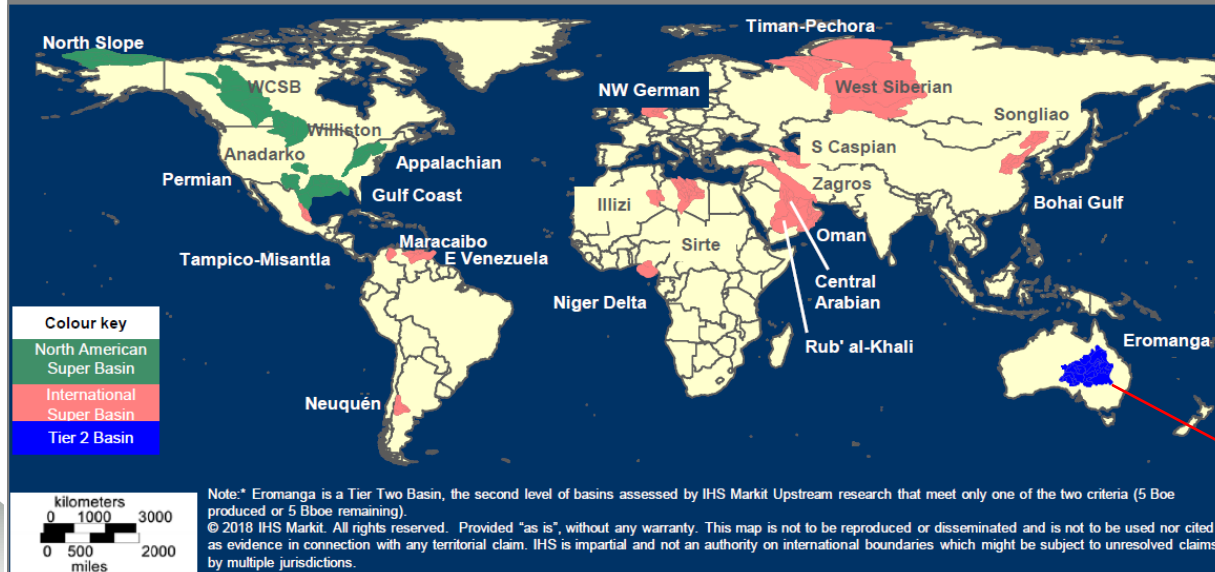 Timan-Pechora
North Slope
WCSB
NW German
West Siberian
Songliao
Williston
Anadarko
S Caspian
Appalachian
Permian
Zagros
Gulf Coast
Illizi
Bohai Gulf
Oman
Maracaibo
Sirte
Tampico-Misantla
E Venezuela
Central
Arabian
Niger Delta
Colour key
Rub' al-Khali
Eromanga
North American
Super Basin
International
Super Basin
Neuquén
Tier 2 Basin
kilometers
0 1000 3000
0 500 2000
miles
Note:* Eromanga is a Tier Two Basin, the second level of basins assessed by IHS Markit Upstream research that meet only one of the two criteria (5 Boe
produced or 5 Bboe remaining).
© 2018 IHS Markit. All rights reserved. Provided “as is”, without any warranty. This map is not to be reproduced or disseminated and is not to be used nor cited
as evidence in connection with any territorial claim. IHS is impartial and not an authority on international boundaries which might be subject to unresolved claims
by multiple jurisdictions.